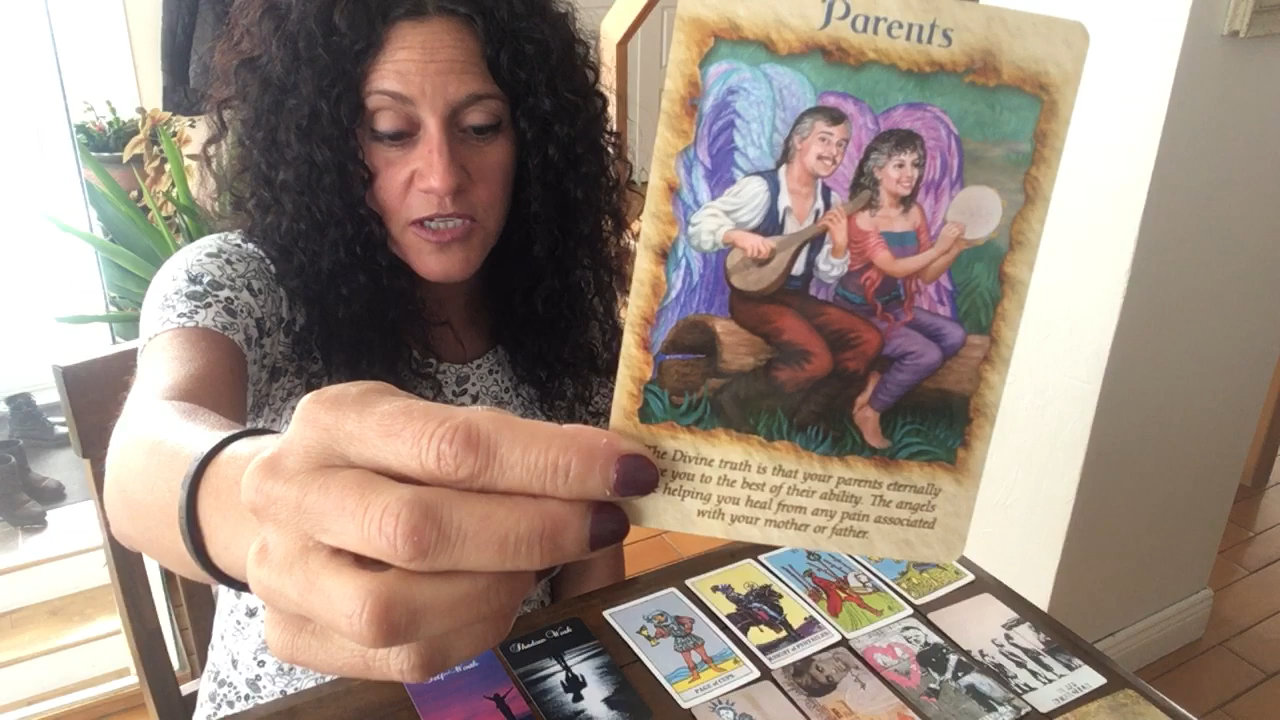 Parents
The Divine truth is that your parents eternally
you to the best of their ability. The angels
helping you heal from any pain associated
with your mother or father.
Self-Worth
Shadow Work
PAGE of CUPS
KNIGHT of PENTACLES